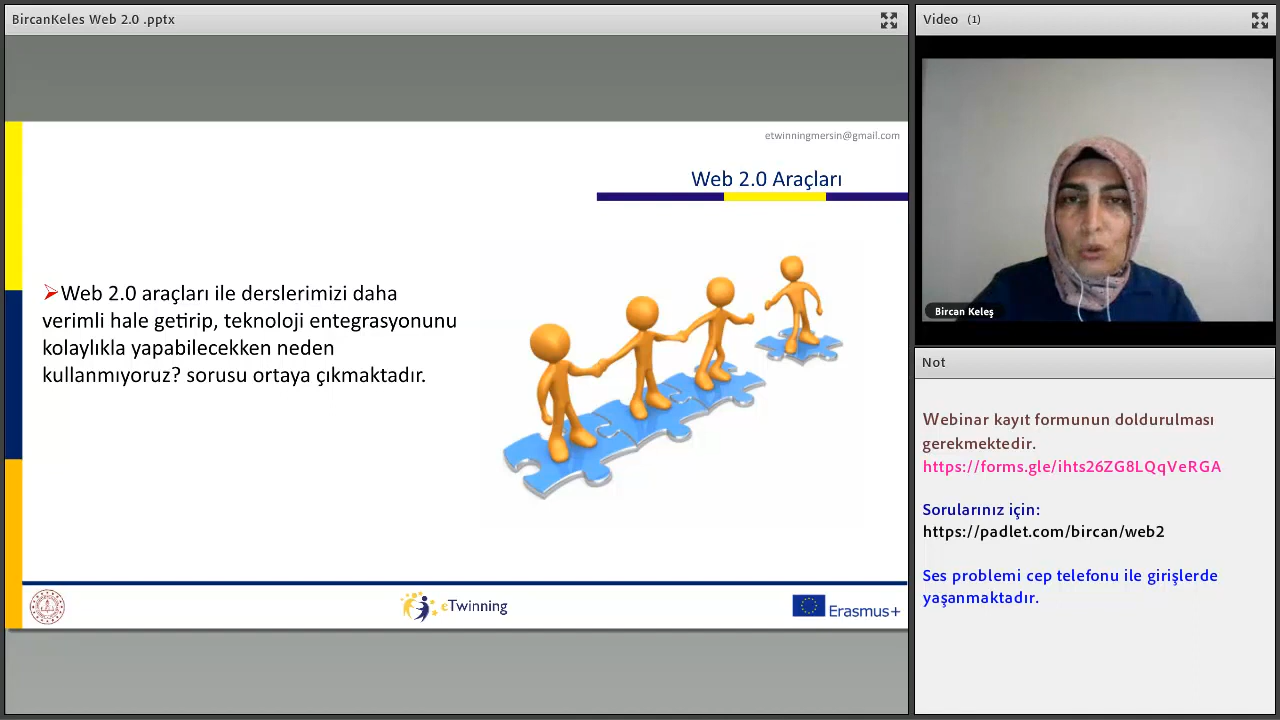 BircanKeles Web 2.0 .pptx
etwinningmersin@gmail.com
Web 2.0 Araçları
Web 2.0 araçları ile derslerimizi daha
verimli hale getirip, teknoloji entegrasyonunu
kolaylıkla yapabilecekken neden
kullanmıyoruz? sorusu ortaya çıkmaktadır.
eTwinning
Erasmus+
Video (1)
Bircan Keleş
Not
Webinar kayıt formunun doldurulması
gerekmektedir.
https://forms.gle/ihts26ZG8LQqVeRGA
Sorularınız için:
https://padlet.com/bircan/web2
Ses problemi cep telefonu ile girişlerde
yaşanmaktadır.